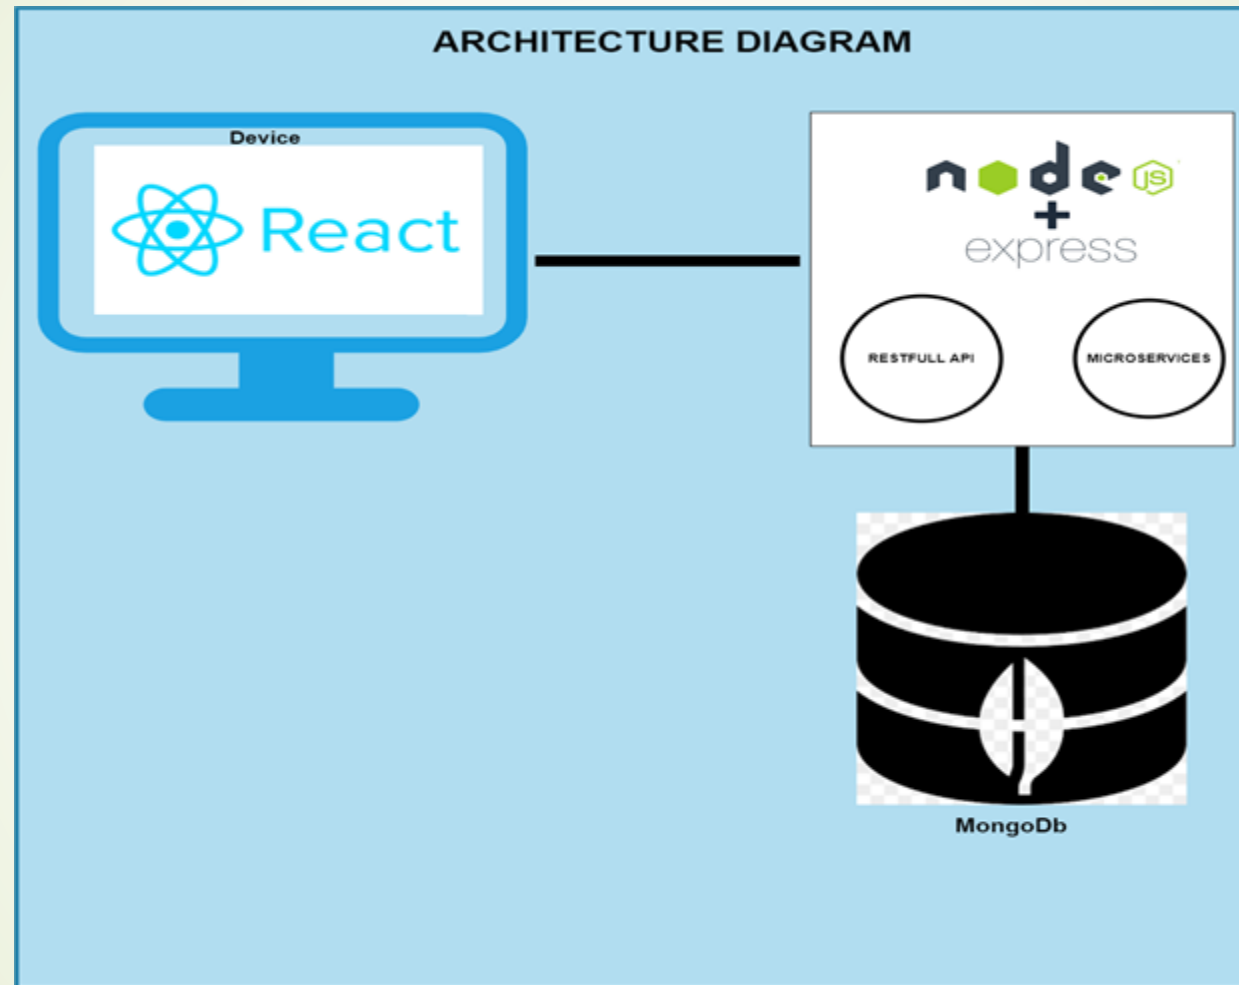 ARCHITECTURE DIAGRAM
Device
React
node JS
+
express
RESTFULL API
MICROSERVICES
MongoDb